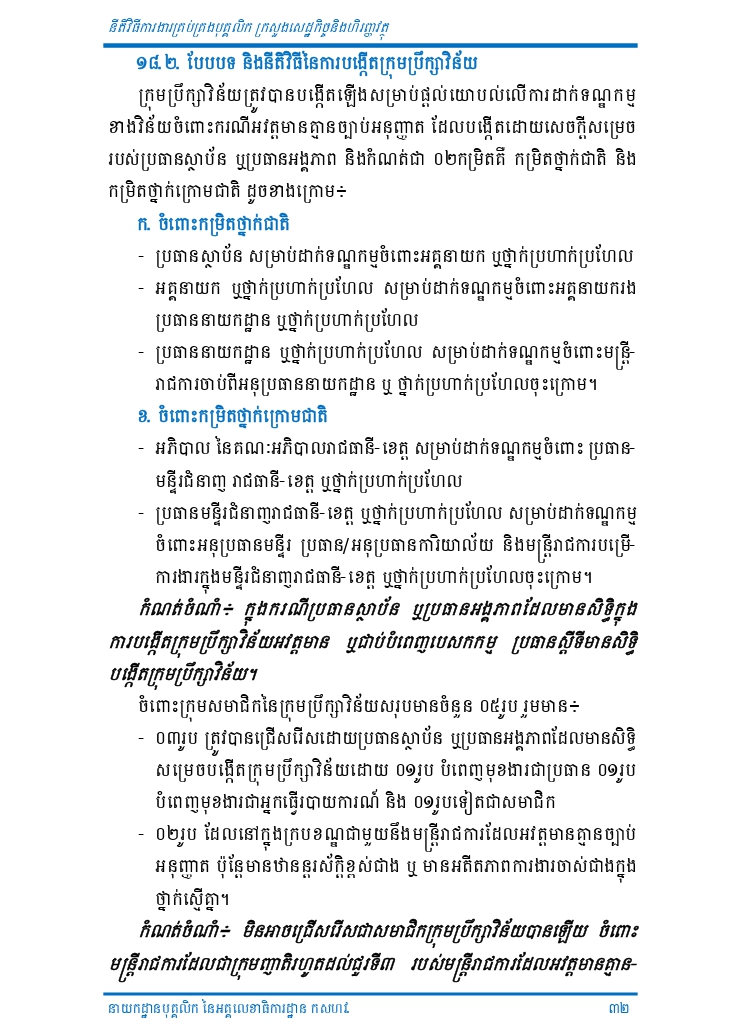 នីតិវិធីការងារគ្រប់គ្រងបុគ្គលិក ក្រសួងសេដ្ឋកិច្ចនិងហិរញ្ញវត្ថុ
១៨.២. បែបបទ និងនីតិវិធីនៃការបង្កើតក្រុមប្រឹក្សាវិន័យ
ក្រុមប្រឹក្សាវិន័យត្រូវបានបង្កើតឡើងសម្រាប់ផ្តល់យោបល់លើការដាក់ទណ្ឌកម្ម
ខាងវិន័យចំពោះករណីអវត្តមានគ្មានច្បាប់អនុញ្ញាត ដែលបង្កើតដោយសេចក្តីសម្រេច
របស់ប្រធានស្ថាប័ន ឬប្រធានអង្គភាព និងកំណត់ជា ០២កម្រិតគឺ កម្រិតថ្នាក់ជាតិ និង
កម្រិតថ្នាក់ក្រោមជាតិ ដូចខាងក្រោម÷
ក. ចំពោះកម្រិតថ្នាក់ជាតិ
- ប្រធានស្ថាប័ន សម្រាប់ដាក់ទណ្ឌកម្មចំពោះអគ្គនាយក ឬថ្នាក់ប្រហាក់ប្រហែល
- អគ្គនាយក ឬថ្នាក់ប្រហាក់ប្រហែល សម្រាប់ដាក់ទណ្ឌកម្មចំពោះអគ្គនាយករង
ប្រធាននាយកដ្ឋាន ឬថ្នាក់ប្រហាក់ប្រហែល
- ប្រធាននាយកដ្ឋាន ឬថ្នាក់ប្រហាក់ប្រហែល សម្រាប់ដាក់ទណ្ឌកម្មចំពោះមន្ត្រី-
រាជការចាប់ពីអនុប្រធាននាយកដ្ឋាន ឬ ថ្នាក់ប្រហាក់ប្រហែលចុះក្រោម។
ខ. ចំពោះកម្រិតថ្នាក់ក្រោមជាតិ
- អភិបាល នៃគណៈអភិបាលរាជធានី-ខេត្ត សម្រាប់ដាក់ទណ្ឌកម្មចំពោះ ប្រធាន-
មន្ទីរជំនាញ រាជធានី-ខេត្ត ឬថ្នាក់ប្រហាក់ប្រហែល
- ប្រធានមន្ទីរជំនាញរាជធានី-ខេត្ត ឬថ្នាក់ប្រហាក់ប្រហែល សម្រាប់ដាក់ទណ្ឌកម្ម
ចំពោះអនុប្រធានមន្ទីរ ប្រធាន/អនុប្រធានការិយាល័យ និងមន្ត្រីរាជការបម្រើ-
ការងារក្នុងមន្ទីរជំនាញរាជធានី-ខេត្ត ឬថ្នាក់ប្រហាក់ប្រហែលចុះក្រោម។
កំណត់ចំណាំ÷ ក្នុងករណីប្រធានស្ថាប័ន ឬប្រធានអង្គភាពដែលមានសិទ្ធិក្នុង
ការបង្កើតក្រុមប្រឹក្សាវិន័យអវត្តមាន ឬជាប់បំពេញបេសកកម្ម ប្រធានស្តីទីមានសិទ្ធិ
បង្កើតក្រុមប្រឹក្សាវិន័យ។
ចំពោះក្រុមសមាជិកនៃក្រុមប្រឹក្សាវិន័យសរុបមានចំនួន ០៥រូប រួមមាន÷
- ០៣រូប ត្រូវបានជ្រើសរើសដោយប្រធានស្ថាប័ន ឬប្រធានអង្គភាពដែលមានសិទ្ធិ
សម្រេចបង្កើតក្រុមប្រឹក្សាវិន័យដោយ ០១រូប បំពេញមុខងារជាប្រធាន ០១រូប
បំពេញមុខងារជាអ្នកធ្វើរបាយការណ៍ និង ០១រូបទៀតជាសមាជិក
- ០២រូប ដែលនៅក្នុងក្របខណ្ឌជាមួយនឹងមន្ត្រីរាជការដែលអវត្តមានគ្មានច្បាប់
អនុញ្ញាត ប៉ុន្តែមានឋានន្តរស័ក្តិខ្ពស់ជាង ឬ មានអតីតភាពការងារចាស់ជាងក្នុង
ថ្នាក់ស្មើគ្នា។
កំណត់ចំណាំ÷ មិនអាចជ្រើសរើសជាសមាជិកក្រុមប្រឹក្សាវិន័យបានឡើយ ចំពោះ
មន្ត្រីរាជការដែលជាក្រុមញាតិរហូតដល់ជួរទី៣ របស់មន្ត្រីរាជការដែលអវត្តមានគ្មាន-
នាយកដ្ឋានបុគ្គលិក នៃអគ្គលេខាធិការដ្ឋាន កសហវ.
៣២